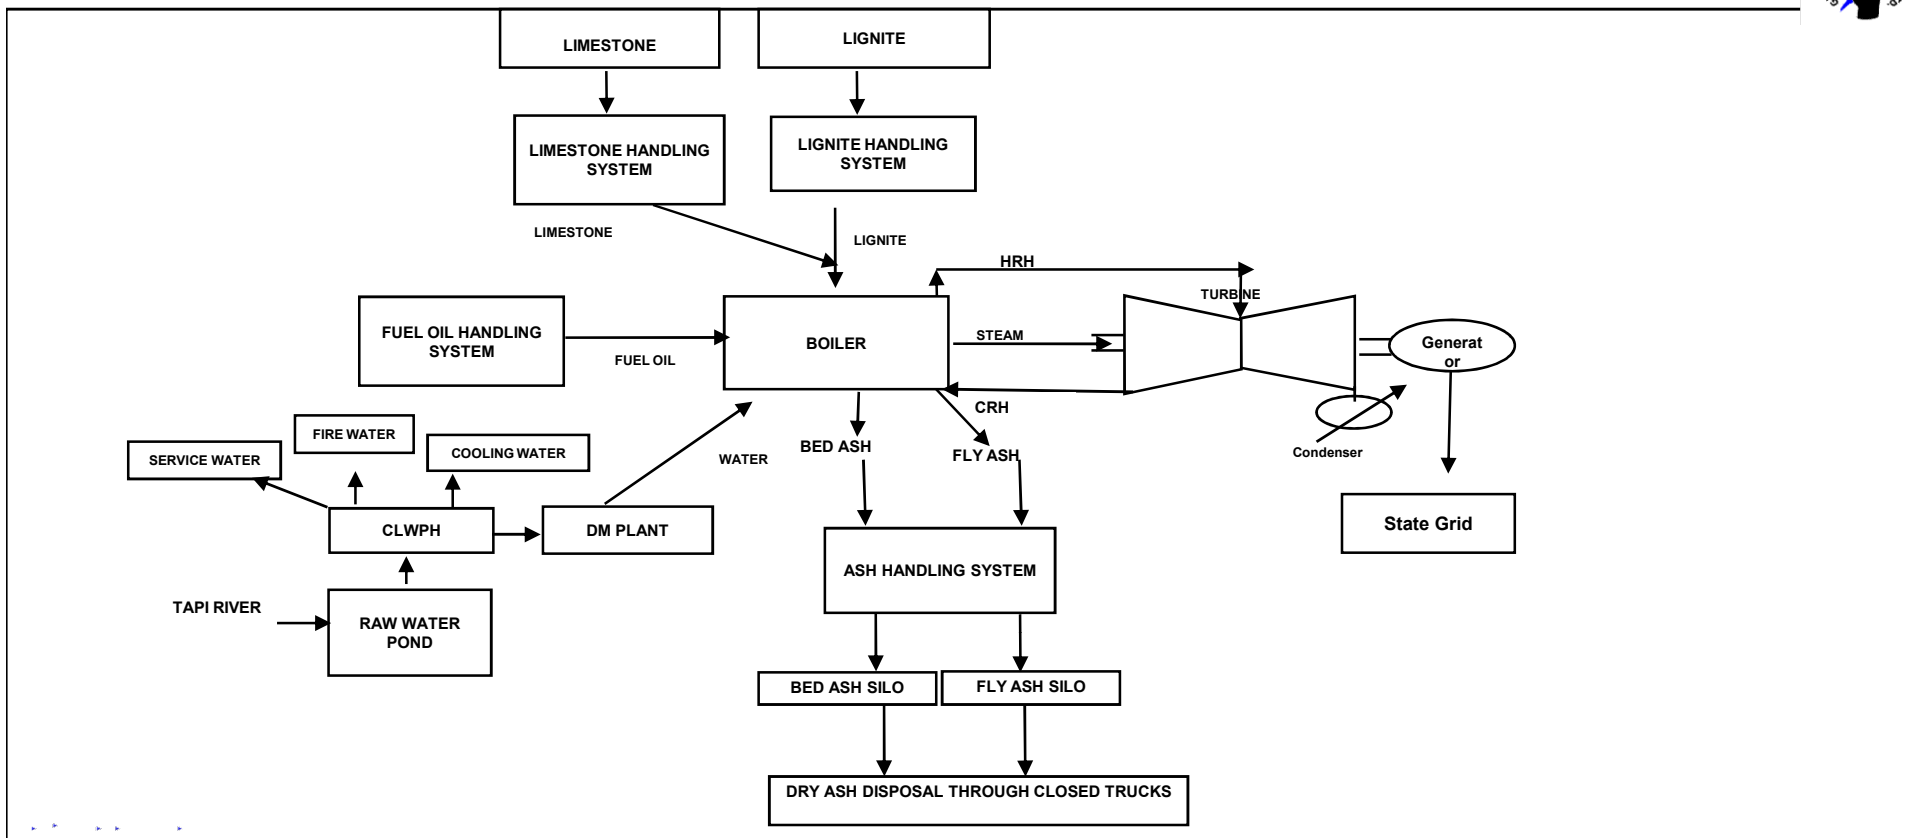 LIMESTONE
LIGNITE
LIMESTONE HANDLING
SYSTEM
LIGNITE HANDLING
SYSTEM
LIMESTONE
LIGNITE
HRH
TURBINE
FUEL OIL HANDLING
SYSTEM
FUEL OIL
BOILER
STEAM
Generat
or
CRH
SERVICE WATER
FIRE WATER
COOLING WATER
WATER
BED ASH
FLY ASH
Condenser
CLWPH
DM PLANT
State Grid
ASH HANDLING SYSTEM
TAPI RIVER
RAW WATER
POND
BED ASH SILO
FLY ASH SILO
DRY ASH DISPOSAL THROUGH CLOSED TRUCKS